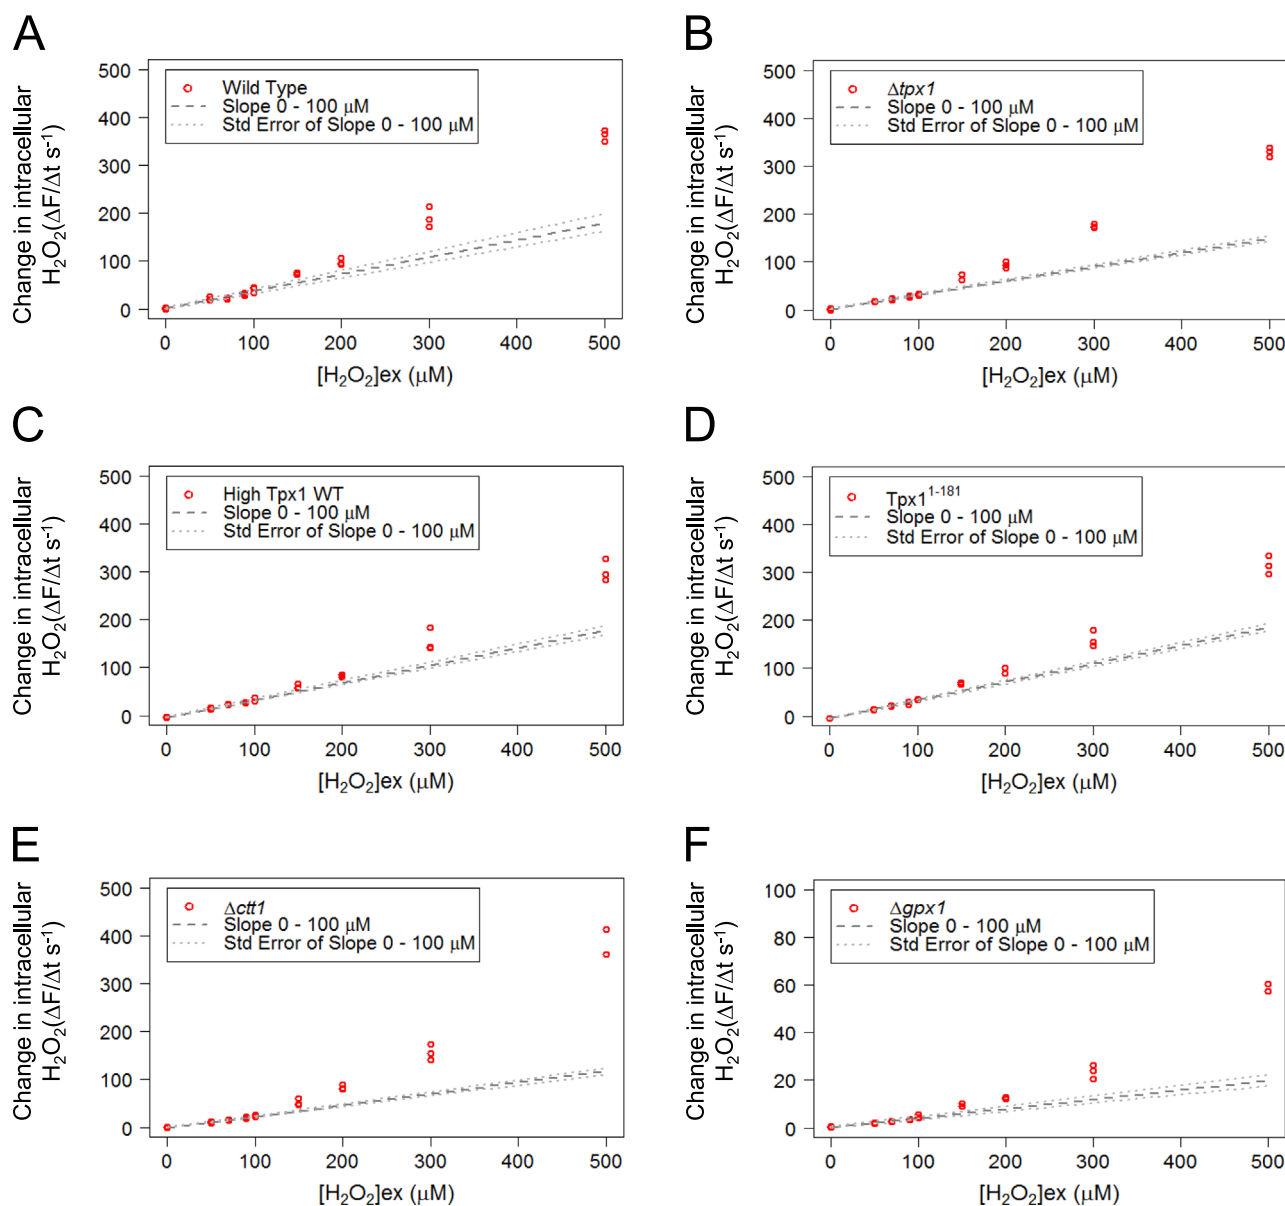 A
Change in intracellular
H₂O₂(ΔF/Δt s⁻¹)
500
400
300
200
100
0
Wild Type
Slope 0 - 100 μM
Std Error of Slope 0 - 100 μM
0 100 200 300 400 500
[H₂O₂]ex (μM)
B
Change in intracellular
H₂O₂(ΔF/Δt s⁻¹)
500
400
300
200
100
0
Δtpx1
Slope 0 - 100 μM
Std Error of Slope 0 - 100 μM
0 100 200 300 400 500
[H₂O₂]ex (μM)
C
Change in intracellular
H₂O₂(ΔF/Δt s⁻¹)
500
400
300
200
100
0
High Tpx1 WT
Slope 0 - 100 μM
Std Error of Slope 0 - 100 μM
0 100 200 300 400 500
[H₂O₂]ex (μM)
D
Change in intracellular
H₂O₂(ΔF/Δt s⁻¹)
500
400
300
200
100
0
Tpx1¹⁻¹⁸¹
Slope 0 - 100 μM
Std Error of Slope 0 - 100 μM
0 100 200 300 400 500
[H₂O₂]ex (μM)
E
Change in intracellular
H₂O₂(ΔF/Δt s⁻¹)
500
400
300
200
100
0
Δctt1
Slope 0 - 100 μM
Std Error of Slope 0 - 100 μM
0 100 200 300 400 500
[H₂O₂]ex (μM)
F
Change in intracellular
H₂O₂(ΔF/Δt s⁻¹)
100
80
60
40
20
0
Δgpx1
Slope 0 - 100 μM
Std Error of Slope 0 - 100 μM
0 100 200 300 400 500
[H₂O₂]ex (μM)